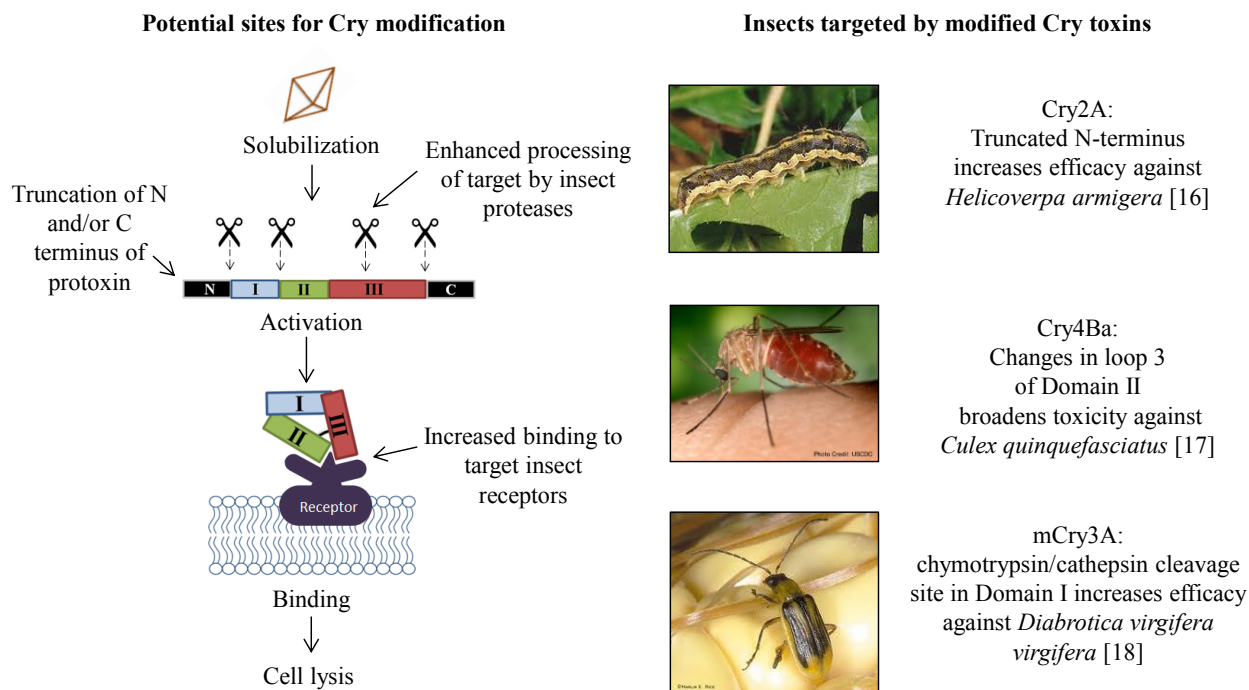 Potential sites for Cry modification
Solubilization
Enhanced processing
of target by insect
proteases
Truncation of N
and/or C
terminus of
protoxin
N I II III C
Activation
I
II
III
Increased binding to
target insect
receptors
Receptor
Binding
Cell lysis
Insects targeted by modified Cry toxins
Cry2A:
Truncated N-terminus
increases efficacy against
Helicoverpa armigera [16]
Photo Credit: USCDC
Cry4Ba:
Changes in loop 3
of Domain II
broadens toxicity against
Culex quinquefasciatus [17]
©Marlin E. Rice
mCry3A:
chymotrypsin/cathepsin cleavage
site in Domain I increases efficacy
against Diabrotica virgifera
virgifera [18]